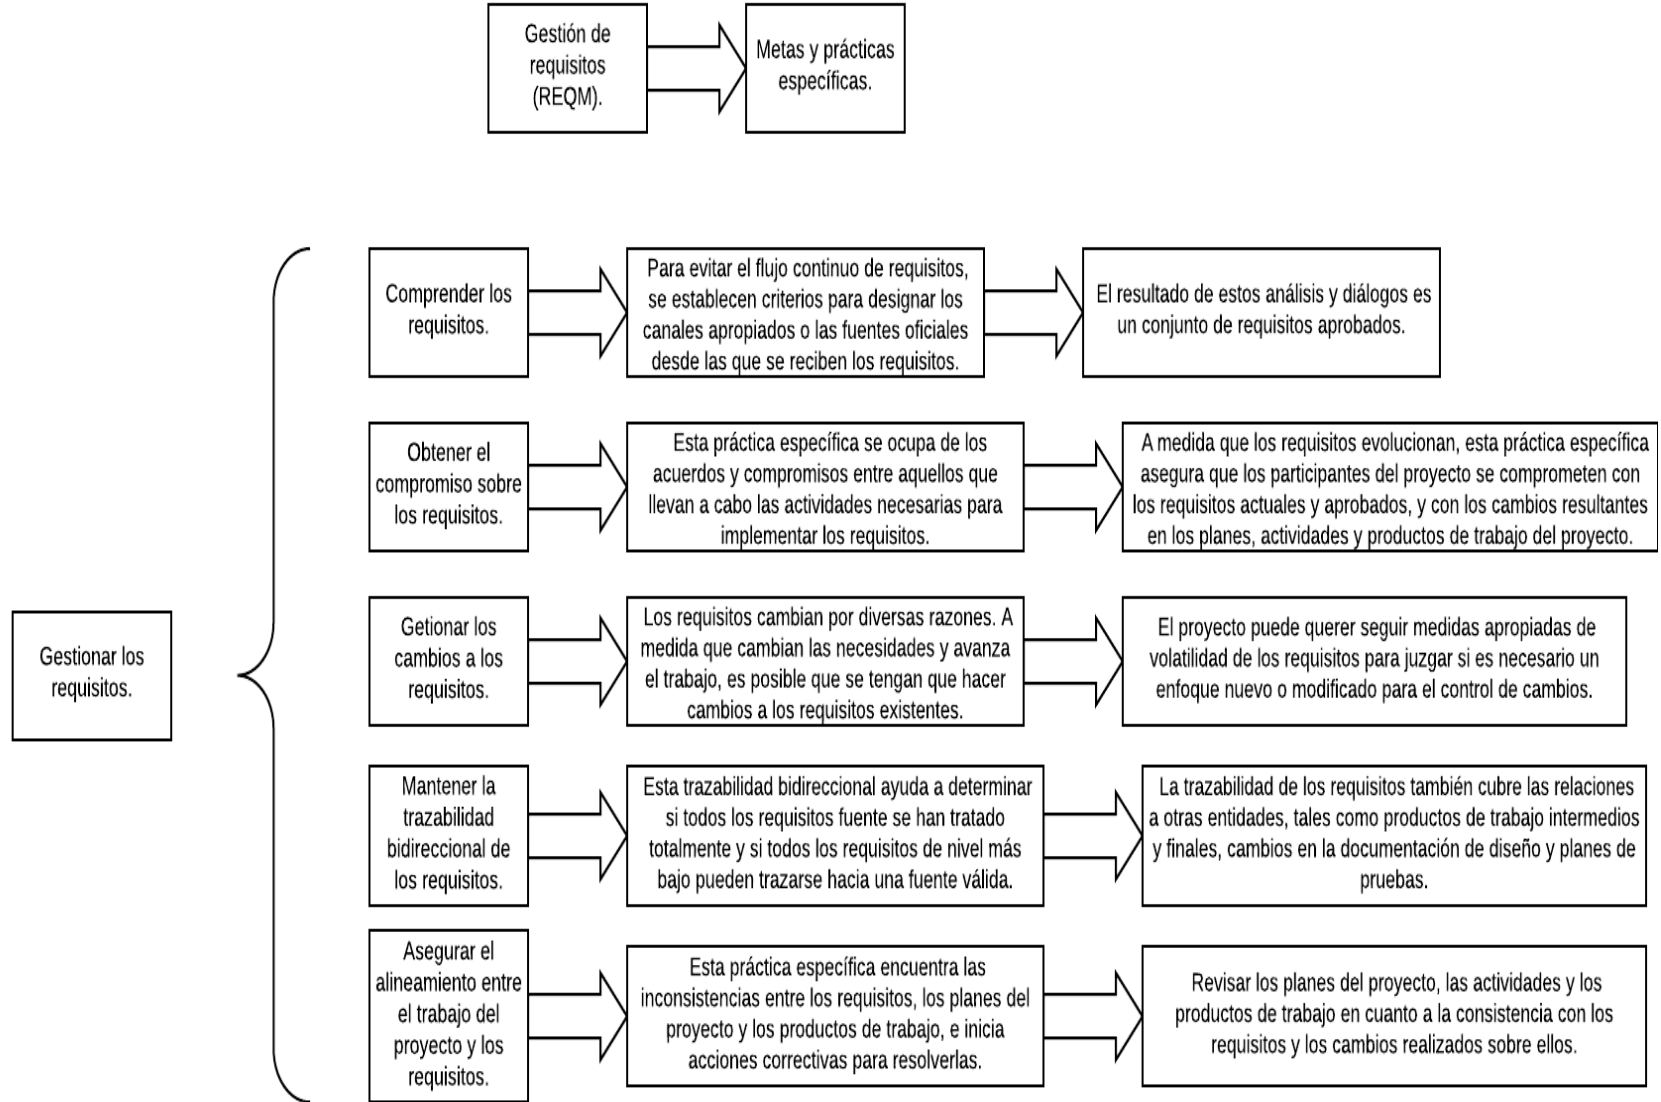 Gestión de
requisitos
(REQM).
Metas y prácticas
específicas.
Gestionar los
requisitos.
Comprender los
requisitos.
Para evitar el flujo continuo de requisitos,
se establecen criterios para designar los
canales apropiados o las fuentes oficiales
desde las que se reciben los requisitos.
El resultado de estos análisis y diálogos es
un conjunto de requisitos aprobados.
Obtener el
compromiso sobre
los requisitos.
Esta práctica específica se ocupa de los
acuerdos y compromisos entre aquellos que
llevan a cabo las actividades necesarias para
implementar los requisitos.
A medida que los requisitos evolucionan, esta práctica específica
asegura que los participantes del proyecto se comprometen con
los requisitos actuales y aprobados, y con los cambios resultantes
en los planes, actividades y productos de trabajo del proyecto.
Getionar los
cambios a los
requisitos.
Los requisitos cambian por diversas razones. A
medida que cambian las necesidades y avanza
el trabajo, es posible que se tengan que hacer
cambios a los requisitos existentes.
El proyecto puede querer seguir medidas apropiadas de
volatilidad de los requisitos para juzgar si es necesario un
enfoque nuevo o modificado para el control de cambios.
Mantener la
trazabilidad
bidireccional de
los requisitos.
Esta trazabilidad bidireccional ayuda a determinar
si todos los requisitos fuente se han tratado
totalmente y si todos los requisitos de nivel más
bajo pueden trazarse hacia una fuente válida.
La trazabilidad de los requisitos también cubre las relaciones
a otras entidades, tales como productos de trabajo intermedios
y finales, cambios en la documentación de diseño y planes de
pruebas.
Asegurar el
alineamiento entre
el trabajo del
proyecto y los
requisitos.
Esta práctica específica encuentra las
inconsistencias entre los requisitos, los planes del
proyecto y los productos de trabajo, e inicia
acciones correctivas para resolverlas.
Revisar los planes del proyecto, las actividades y los
productos de trabajo en cuanto a la consistencia con los
requisitos y los cambios realizados sobre ellos.